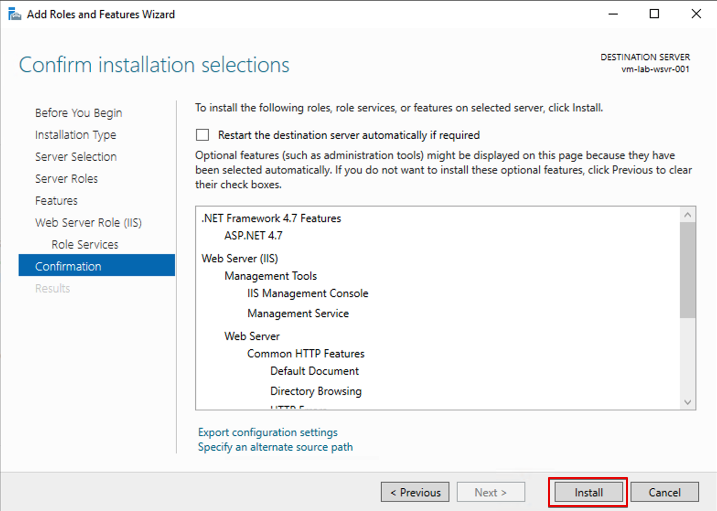 Add Roles and Features Wizard
Confirm installation selections
DESTINATION SERVER
vm-lab-wsvr-001
Before You Begin
Installation Type
Server Selection
Server Roles
Features
Web Server Role (IIS)
Role Services
Confirmation
Results
To install the following roles, role services, or features on selected server, click Install.
Restart the destination server automatically if required
Optional features (such as administration tools) might be displayed on this page because they have
been selected automatically. If you do not want to install these optional features, click Previous to clear
their check boxes.
.NET Framework 4.7 Features
ASP.NET 4.7
Web Server (IIS)
Management Tools
IIS Management Console
Management Service
Web Server
Common HTTP Features
Default Document
Directory Browsing
Export configuration settings
Specify an alternate source path
< Previous
Next >
Install
Cancel